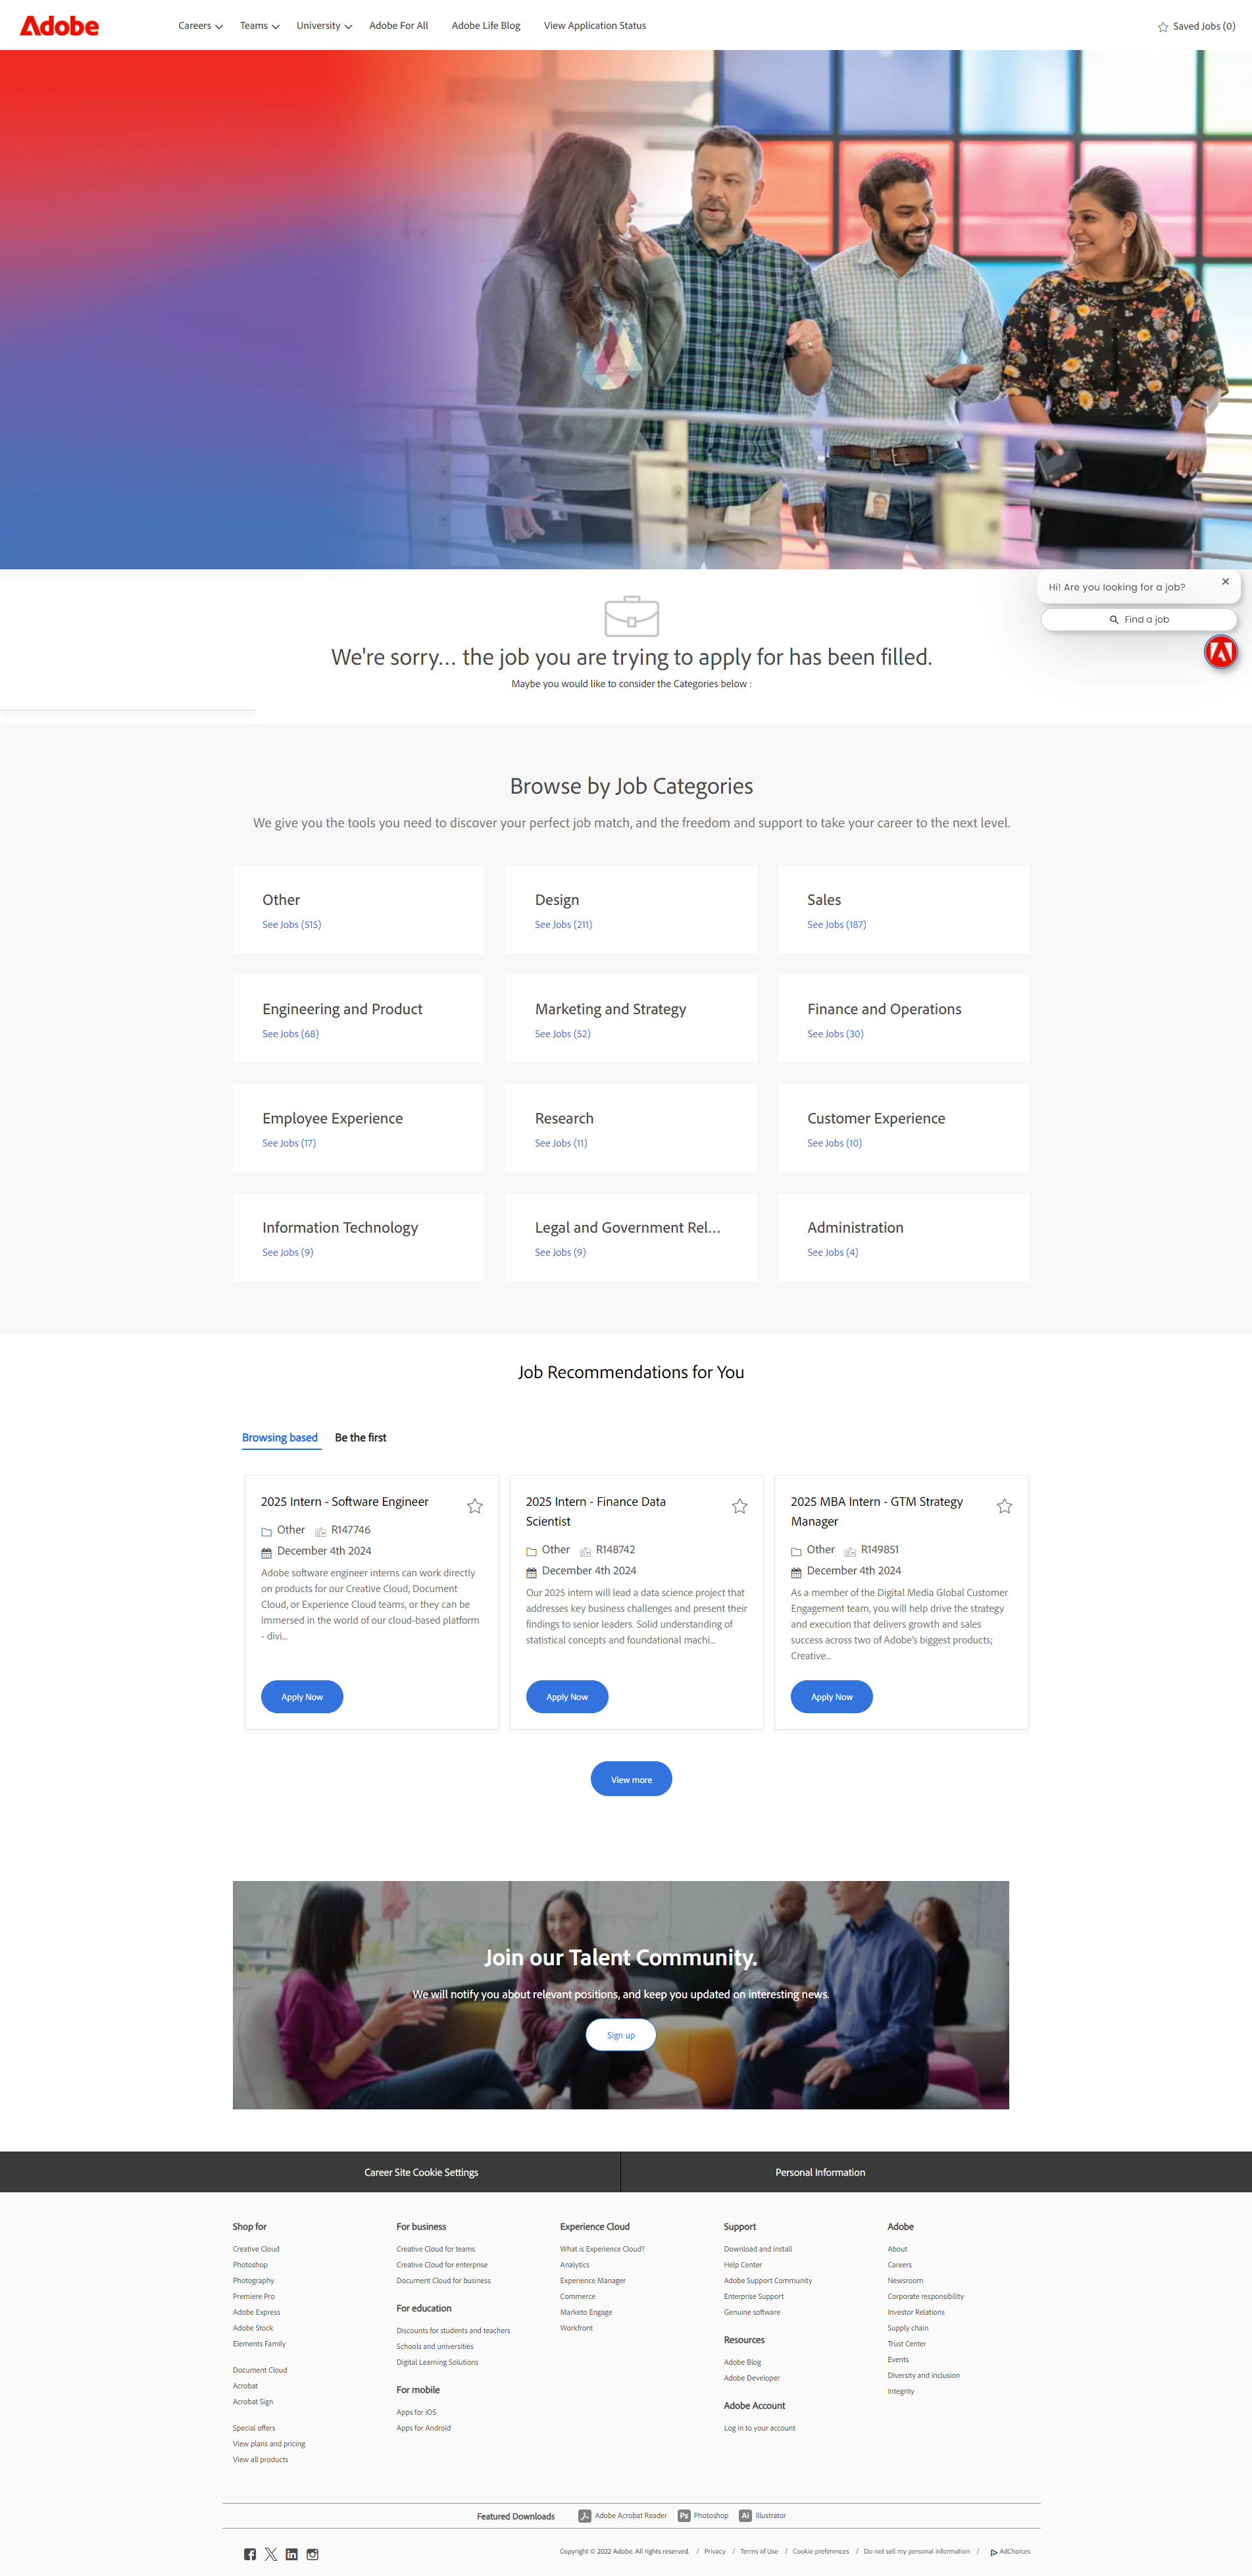 Adobe
Careers Teams University Adobe For All Adobe Life Blog View Application Status
Saved Jobs (0)
Hi! Are you looking for a job?
Find a job
We're sorry… the job you are trying to apply for has been filled.
Maybe you would like to consider the Categories below :
Browse by Job Categories
We give you the tools you need to discover your perfect job match, and the freedom and support to take your career to the next level.
Other
See Jobs (515)
Design
See Jobs (211)
Sales
See Jobs (187)
Engineering and Product
See Jobs (68)
Marketing and Strategy
See Jobs (52)
Finance and Operations
See Jobs (30)
Employee Experience
See Jobs (17)
Research
See Jobs (11)
Customer Experience
See Jobs (10)
Information Technology
See Jobs (9)
Legal and Government Rel...
See Jobs (9)
Administration
See Jobs (4)
Job Recommendations for You
Browsing based Be the first
2025 Intern - Software Engineer
Other R147746
December 4th 2024
Adobe software engineer interns can work directly
on products for our Creative Cloud, Document
Cloud, or Experience Cloud teams, or they can be
immersed in the world of our cloud-based platform
- divi...
Apply Now
2025 Intern - Finance Data
Scientist
Other R148742
December 4th 2024
Our 2025 intern will lead a data science project that
addresses key business challenges and present their
findings to senior leaders. Solid understanding of
statistical concepts and foundational machi...
Apply Now
2025 MBA Intern - GTM Strategy
Manager
Other R149851
December 4th 2024
As a member of the Digital Media Global Customer
Engagement team, you will help drive the strategy
and execution that delivers growth and sales
success across two of Adobe's biggest products;
Creative...
Apply Now
View more
Join our Talent Community.
We will notify you about relevant positions, and keep you updated on interesting news.
Sign up
Career Site Cookie Settings
Personal Information
Shop for
Creative Cloud
Photoshop
Photography
Premiere Pro
Adobe Express
Adobe Stock
Elements Family
Document Cloud
Acrobat
Acrobat Sign
Special offers
View plans and pricing
View all products
For business
Creative Cloud for teams
Creative Cloud for enterprise
Document Cloud for business
For education
Discounts for students and teachers
Schools and universities
Digital Learning Solutions
For mobile
Apps for iOS
Apps for Android
Experience Cloud
What is Experience Cloud?
Analytics
Experience Manager
Commerce
Marketo Engage
Workfront
Support
Download and install
Help Center
Adobe Support Community
Enterprise Support
Genuine software
Resources
Adobe Blog
Adobe Developer
Adobe Account
Log in to your account
Adobe
About
Careers
Newsroom
Corporate responsibility
Investor Relations
Supply chain
Trust Center
Events
Diversity and inclusion
Integrity
Featured Downloads Adobe Acrobat Reader Ps Photoshop Ai Illustrator
Copyright © 2022 Adobe. All rights reserved. / Privacy / Terms of Use / Cookie preferences / Do not sell my personal information / AdChoices